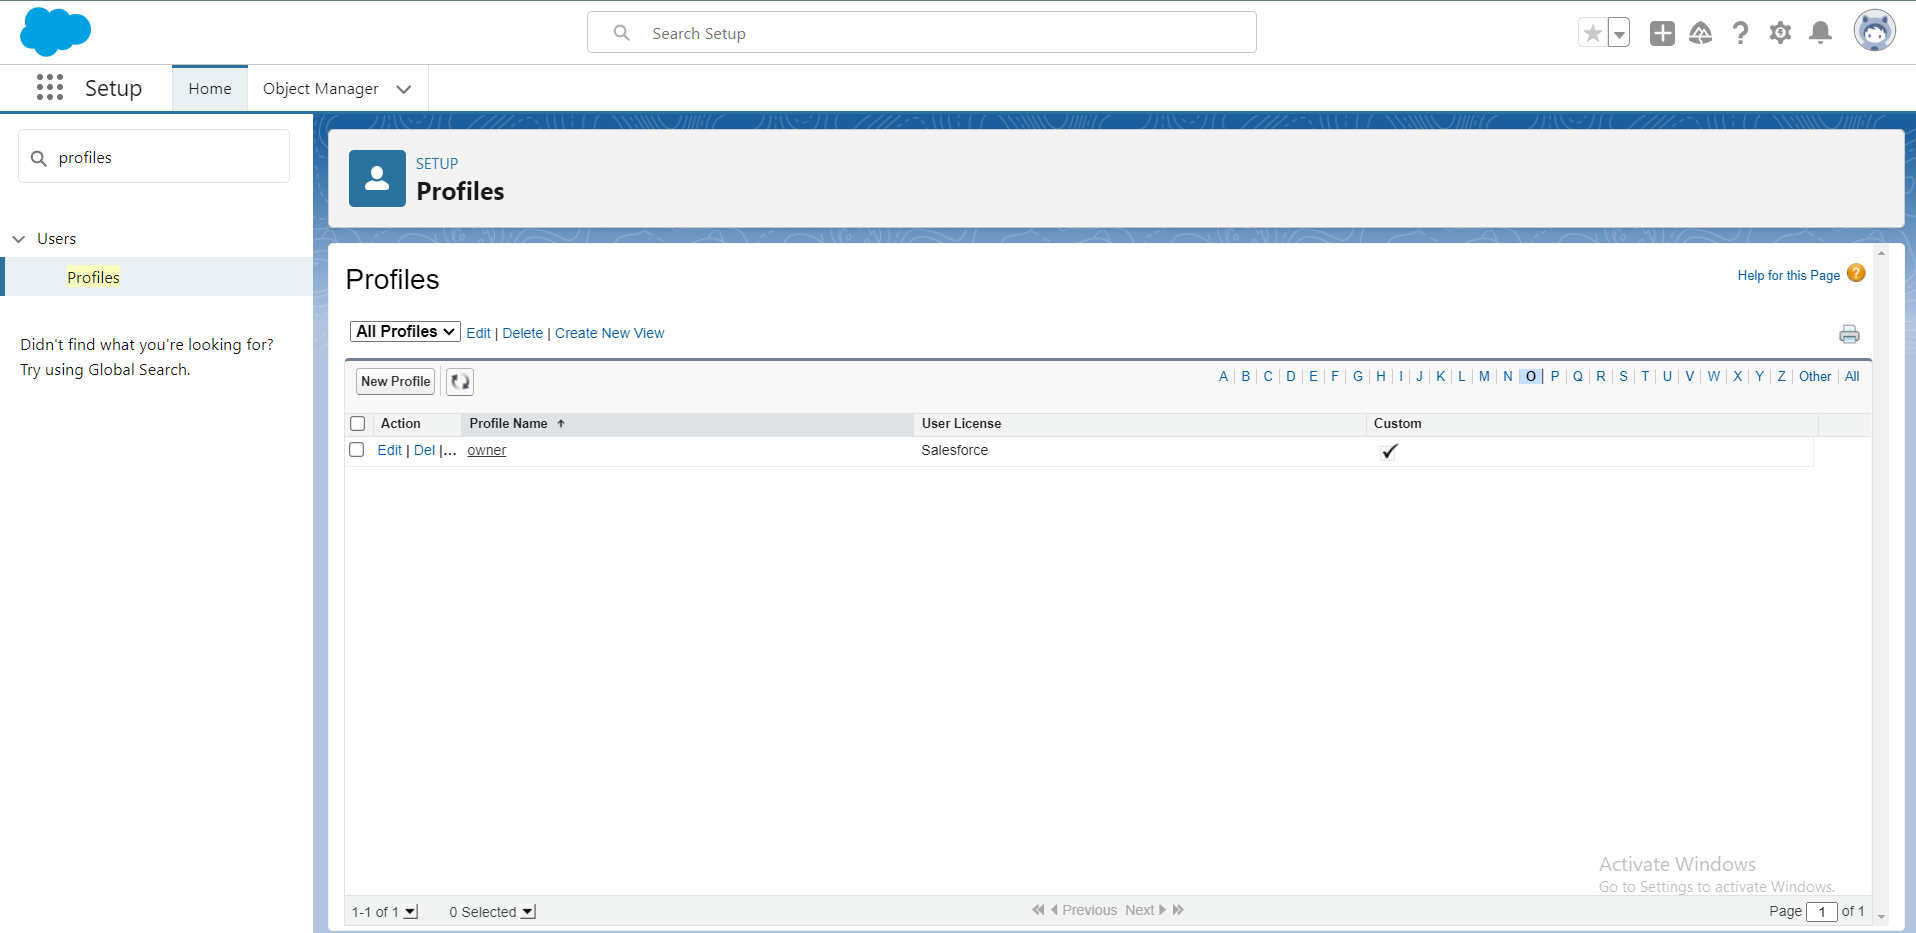 Search Setup
Setup
Home
Object Manager
profiles
Users
Profiles
Didn't find what you're looking for?
Try using Global Search.
SETUP
Profiles
Profiles
Help for this Page
?
All Profiles
Edit | Delete | Create New View
New Profile
A | B | C | D | E | F | G | H | I | J | K | L | M | N | O | P | Q | R | S | T | U | V | W | X | Y | Z | Other | All
Action Profile Name User License Custom
Edit | Del |... owner Salesforce
Activate Windows
Go to Settings to activate Windows.
1-1 of 1 0 Selected Previous Next Page 1 of 1